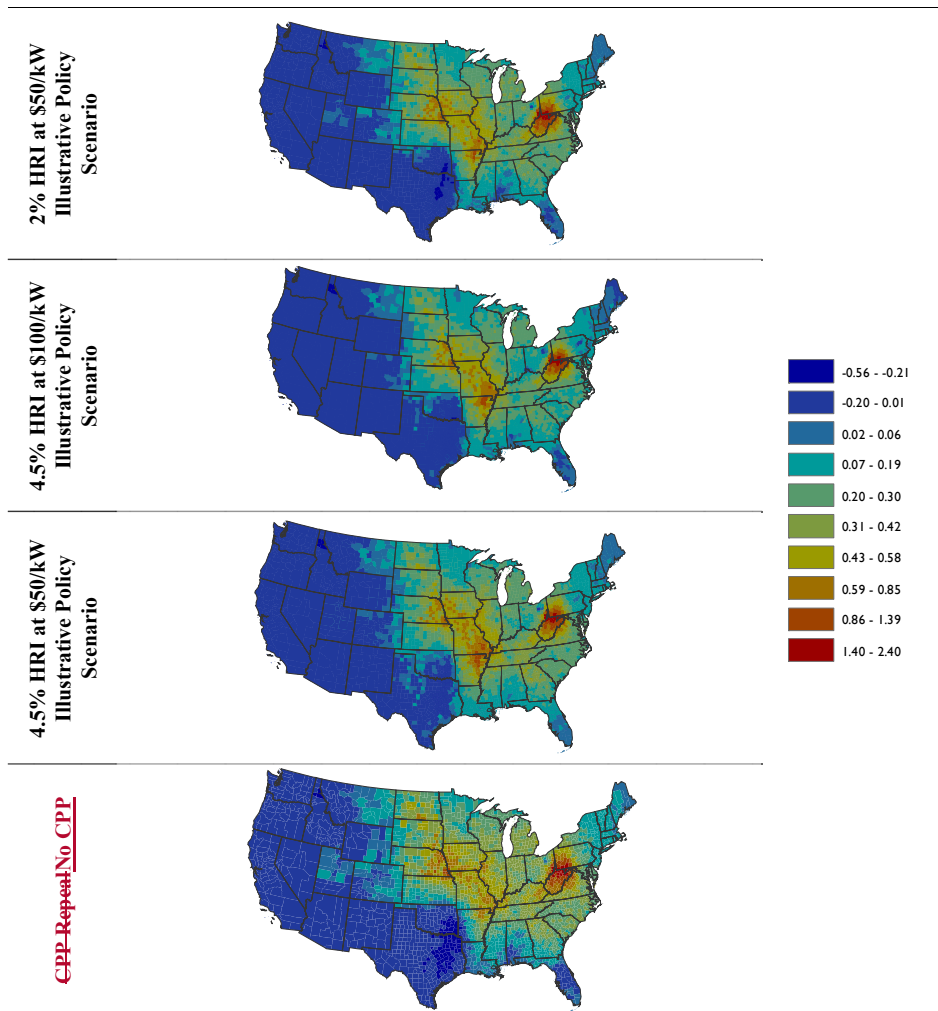 2% HRI at $50/kW
Illustrative Policy
Scenario
4.5% HRI at $100/kW
Illustrative Policy
Scenario
4.5% HRI at $50/kW
Illustrative Policy
Scenario
CPP RepealNo CPP
-0.56 - -0.21
-0.20 - 0.01
0.02 - 0.06
0.07 - 0.19
0.20 - 0.30
0.31 - 0.42
0.43 - 0.58
0.59 - 0.85
0.86 - 1.39
1.40 - 2.40